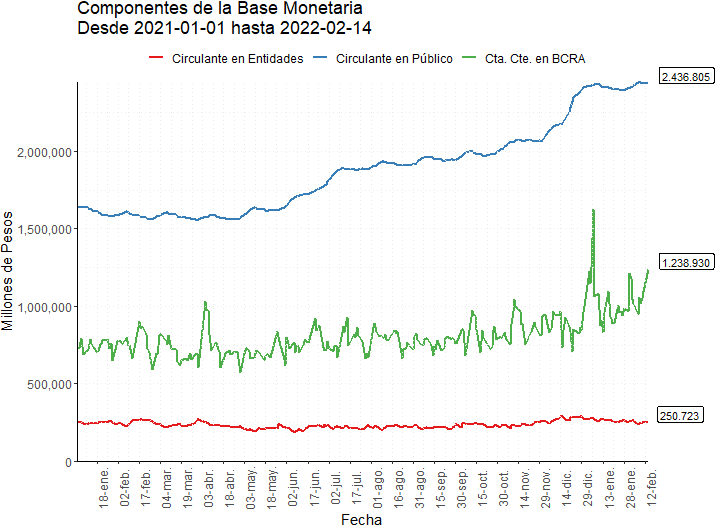 Componentes de la Base Monetaria
Desde 2021-01-01 hasta 2022-02-14
Circulante en Entidades Circulante en Público Cta. Cte. en BCRA
2.436.805
2,000,000
1,500,000
1.238.930
1,000,000
500,000
250.723
0
Millones de Pesos
18-ene. 02-feb. 17-feb. 04-mar. 19-mar. 03-abr. 18-abr. 03-may. 18-may. 02-jun. 17-jun. 02-jul. 17-jul. 01-ago. 16-ago. 31-ago. 15-sep. 30-sep. 15-oct. 30-oct. 14-nov. 29-nov. 14-dic. 29-dic. 13-ene. 28-ene. 12-feb.
Fecha